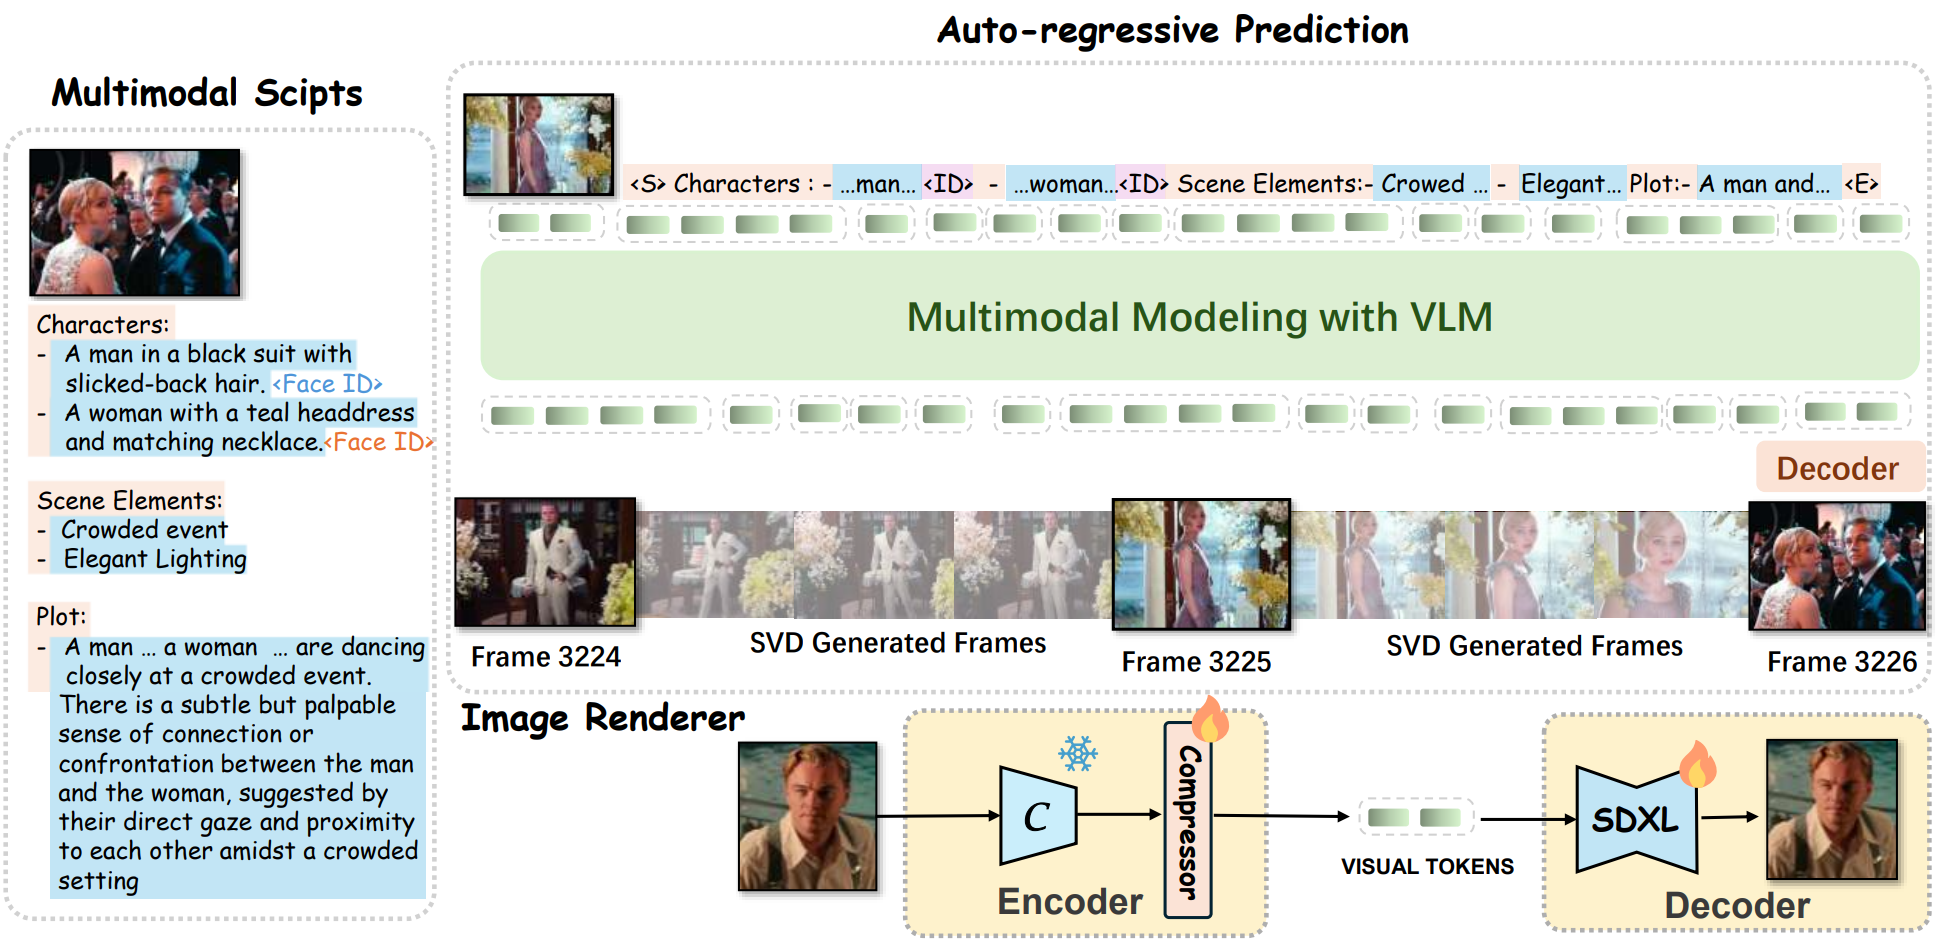 Auto-regressive Prediction
Multimodal Scipts
<S> Characters : - ...man... <ID> - ...woman...<ID> Scene Elements:- Crowed ... - Elegant... Plot:- A man and... <E>
Multimodal Modeling with VLM
Characters:
- A man in a black suit with
slicked-back hair. <Face ID>
- A woman with a teal headdress
and matching necklace.<Face ID>
Scene Elements:
- Crowded event
- Elegant Lighting
Plot:
- A man ... a woman ... are dancing
closely at a crowded event.
There is a subtle but palpable
sense of connection or
confrontation between the man
and the woman, suggested by
their direct gaze and proximity
to each other amidst a crowded
setting
Decoder
Frame 3224
SVD Generated Frames
Frame 3225
SVD Generated Frames
Frame 3226
Image Renderer
C
Compressor
Encoder
VISUAL TOKENS
SDXL
Decoder